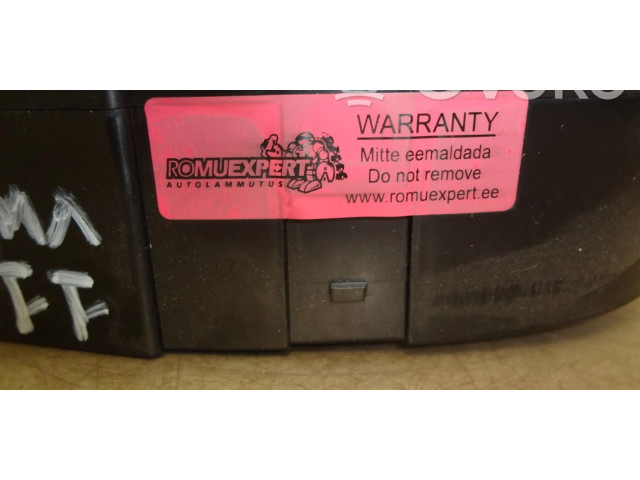 WARRANTY
ROMUEXPERT
AUTOLAMMUTUS
Mitte eemaldada
Do not remove
www.romuexpert.ee